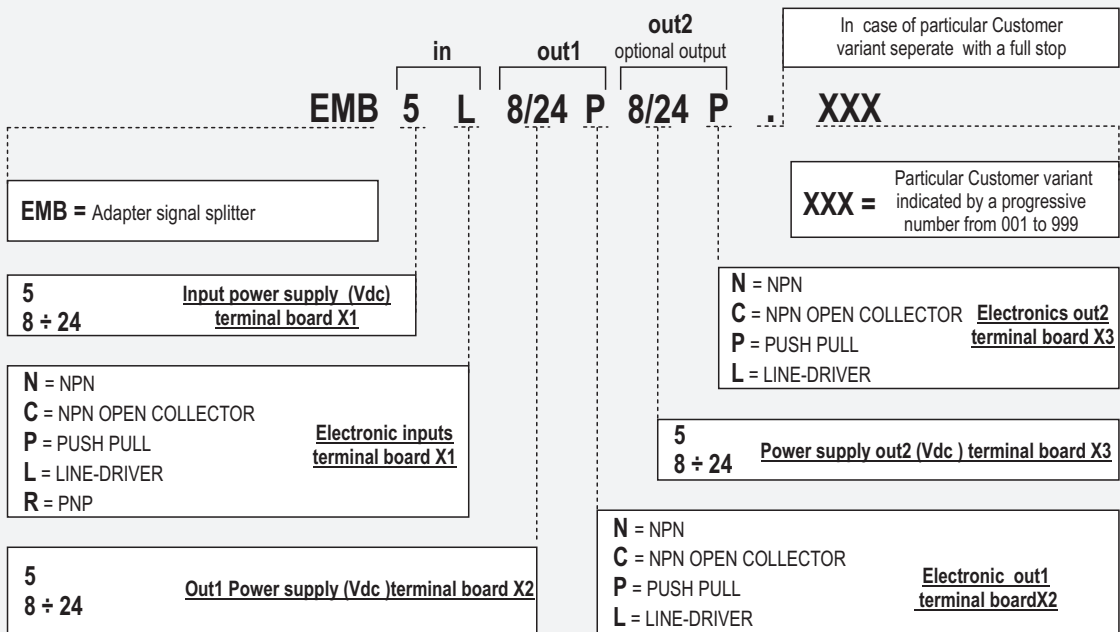 in
out1
out2
optional output
In case of particular Customer
variant seperate with a full stop
EMB 5 L 8/24 P 8/24 P . XXX
EMB = Adapter signal splitter
XXX = Particular Customer variant
indicated by a progressive
number from 001 to 999
5
8 ÷ 24
Input power supply (Vdc)
terminal board X1
N = NPN
C = NPN OPEN COLLECTOR
P = PUSH PULL
L = LINE-DRIVER
Electronics out2
terminal board X3
N = NPN
C = NPN OPEN COLLECTOR
P = PUSH PULL
L = LINE-DRIVER
R = PNP
Electronic inputs
terminal board X1
5
8 ÷ 24
Power supply out2 (Vdc ) terminal board X3
5
8 ÷ 24
Out1 Power supply (Vdc )terminal board X2
N = NPN
C = NPN OPEN COLLECTOR
P = PUSH PULL
L = LINE-DRIVER
Electronic out1
terminal boardX2